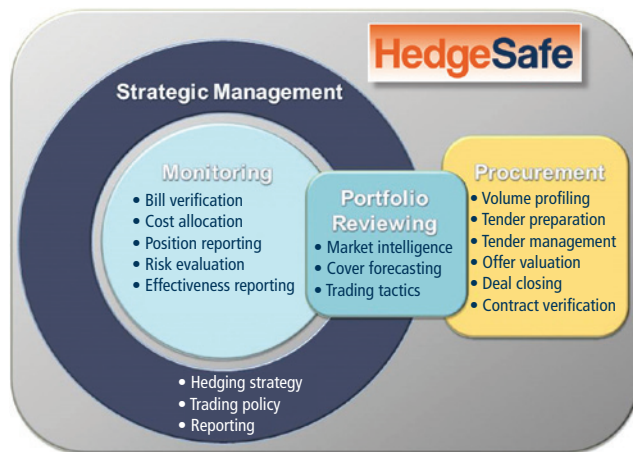 HedgeSafe
Strategic Management
Monitoring
• Bill verification
• Cost allocation
• Position reporting
• Risk evaluation
• Effectiveness reporting
Portfolio
Reviewing
• Market intelligence
• Cover forecasting
• Trading tactics
Procurement
• Volume profiling
• Tender preparation
• Tender management
• Offer valuation
• Deal closing
• Contract verification
• Hedging strategy
• Trading policy
• Reporting